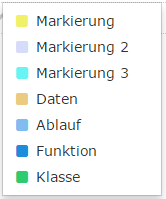 Markierung
Markierung 2
Markierung 3
Daten
Ablauf
Funktion
Klasse